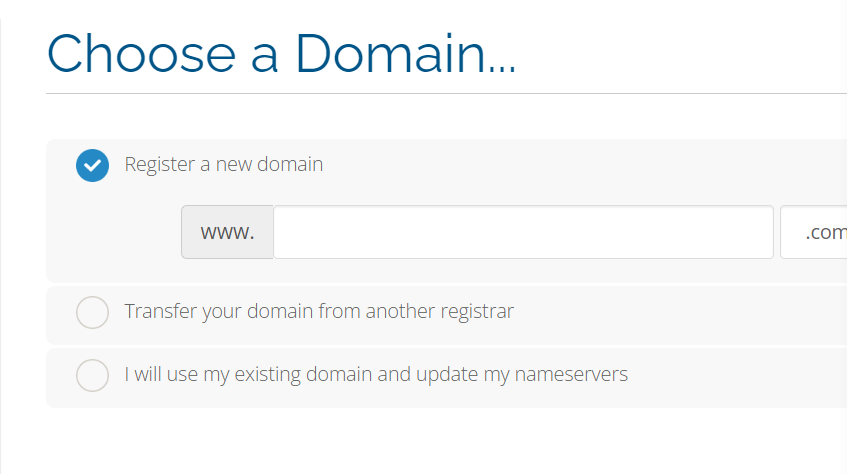 Choose a Domain...
Register a new domain
www. .com
Transfer your domain from another registrar
I will use my existing domain and update my nameservers